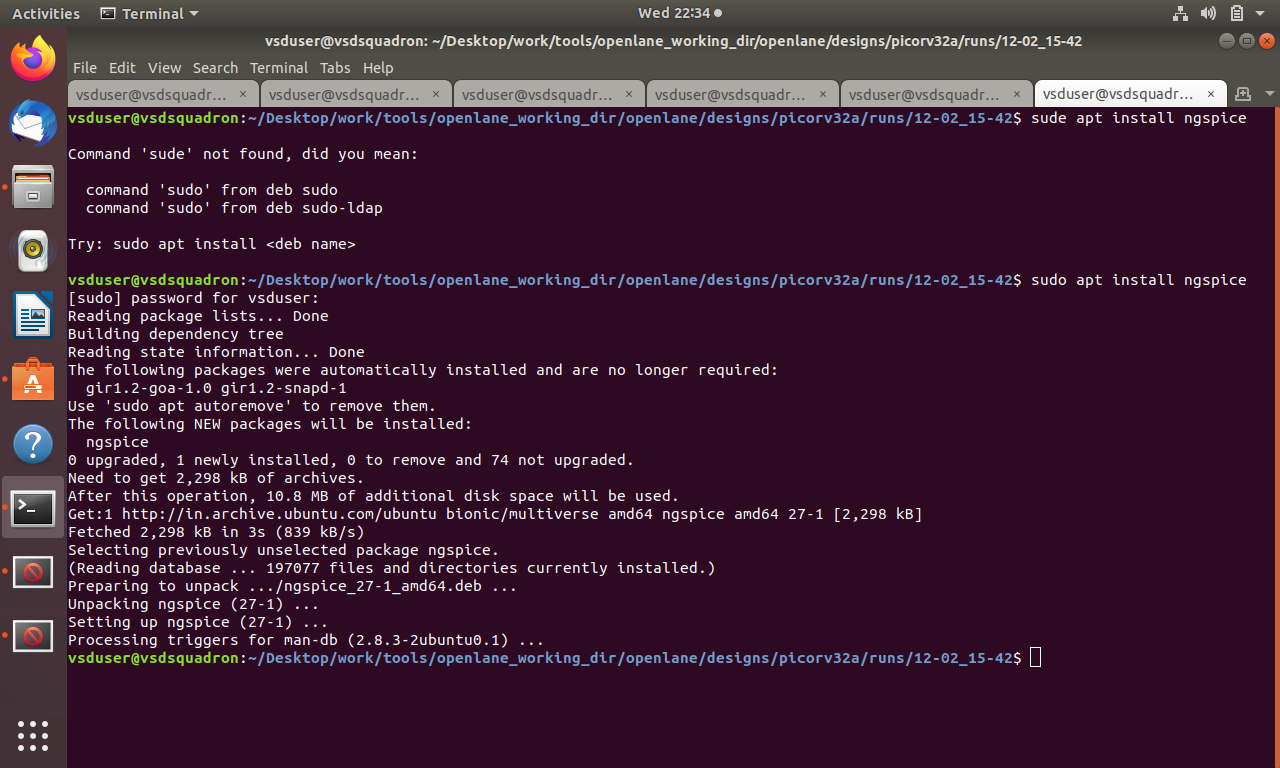 Activities Terminal Wed 22:34
vsduser@vsdsquadron: ~/Desktop/work/tools/openlane_working_dir/openlane/designs/picorv32a/runs/12-02_15-42
File Edit View Search Terminal Tabs Help
vsduser@vsdsquadr... × vsduser@vsdsquadr... × vsduser@vsdsquadr... × vsduser@vsdsquadr... × vsduser@vsdsquadr... × vsduser@vsdsquadr... ×
vsduser@vsdsquadron:~/Desktop/work/tools/openlane_working_dir/openlane/designs/picorv32a/runs/12-02_15-42$ sude apt install ngspice
Command 'sude' not found, did you mean:
command 'sudo' from deb sudo
command 'sudo' from deb sudo-ldap
Try: sudo apt install <deb name>
vsduser@vsdsquadron:~/Desktop/work/tools/openlane_working_dir/openlane/designs/picorv32a/runs/12-02_15-42$ sudo apt install ngspice
[sudo] password for vsduser:
Reading package lists... Done
Building dependency tree
Reading state information... Done
The following packages were automatically installed and are no longer required:
gir1.2-goa-1.0 gir1.2-snapd-1
Use 'sudo apt autoremove' to remove them.
The following NEW packages will be installed:
ngspice
0 upgraded, 1 newly installed, 0 to remove and 74 not upgraded.
Need to get 2,298 kB of archives.
After this operation, 10.8 MB of additional disk space will be used.
Get:1 http://in.archive.ubuntu.com/ubuntu bionic/multiverse amd64 ngspice amd64 27-1 [2,298 kB]
Fetched 2,298 kB in 3s (839 kB/s)
Selecting previously unselected package ngspice.
(Reading database ... 197077 files and directories currently installed.)
Preparing to unpack .../ngspice_27-1_amd64.deb ...
Unpacking ngspice (27-1) ...
Setting up ngspice (27-1) ...
Processing triggers for man-db (2.8.3-2ubuntu0.1) ...
vsduser@vsdsquadron:~/Desktop/work/tools/openlane_working_dir/openlane/designs/picorv32a/runs/12-02_15-42$